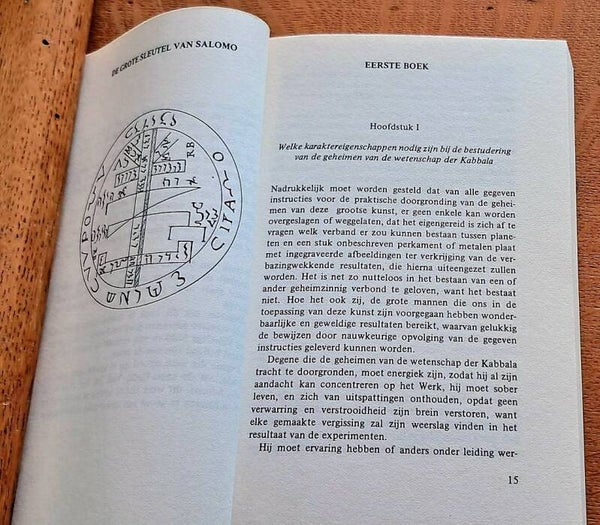 DE GROTE SLEUTEL VAN SALOMO
RB
EERSTE BOEK
Hoofdstuk I
Welke karaktereigenschappen nodig zijn bij de bestudering
van de geheimen van de wetenschap der Kabbala
Nadrukkelijk moet worden gesteld dat van alle gegeven
instructies voor de praktische doorgronding van de gehei-
men van deze grootse kunst, er geen enkele kan worden
overgeslagen of weggelaten, dat het eigengereid is zich af te
vragen welk verband er zou kunnen bestaan tussen plane-
ten en een stuk onbeschreven perkament of metalen plaat
met ingegraveerde afbeeldingen ter verkrijging van de ver-
bazingwekkende resultaten, die hierna uiteengezet zullen
worden. Het is net zo nutteloos in het bestaan van een of
ander geheimzinnig verbond te geloven, want het bestaat
niet. Hoe het ook zij, de grote mannen die ons in de
toepassing van deze kunst zijn voorgegaan hebben wonder-
baarlijke en geweldige resultaten bereikt, waarvan gelukkig
de bewijzen door nauwkeurige opvolging van de gegeven
instructies geleverd kunnen worden.
Degene die de geheimen van de wetenschap der Kabbala
tracht te doorgronden, moet energiek zijn, zodat hij al zijn
aandacht kan concentreren op het Werk, hij moet sober
leven, en zich van uitspattingen onthouden, opdat geen
verwarring en verstrooidheid zijn brein verstoren, want
elke gemaakte vergissing zal zijn weerslag vinden in het
resultaat van de experimenten.
Hij moet ervaring hebben of anders onder leiding wer-
15